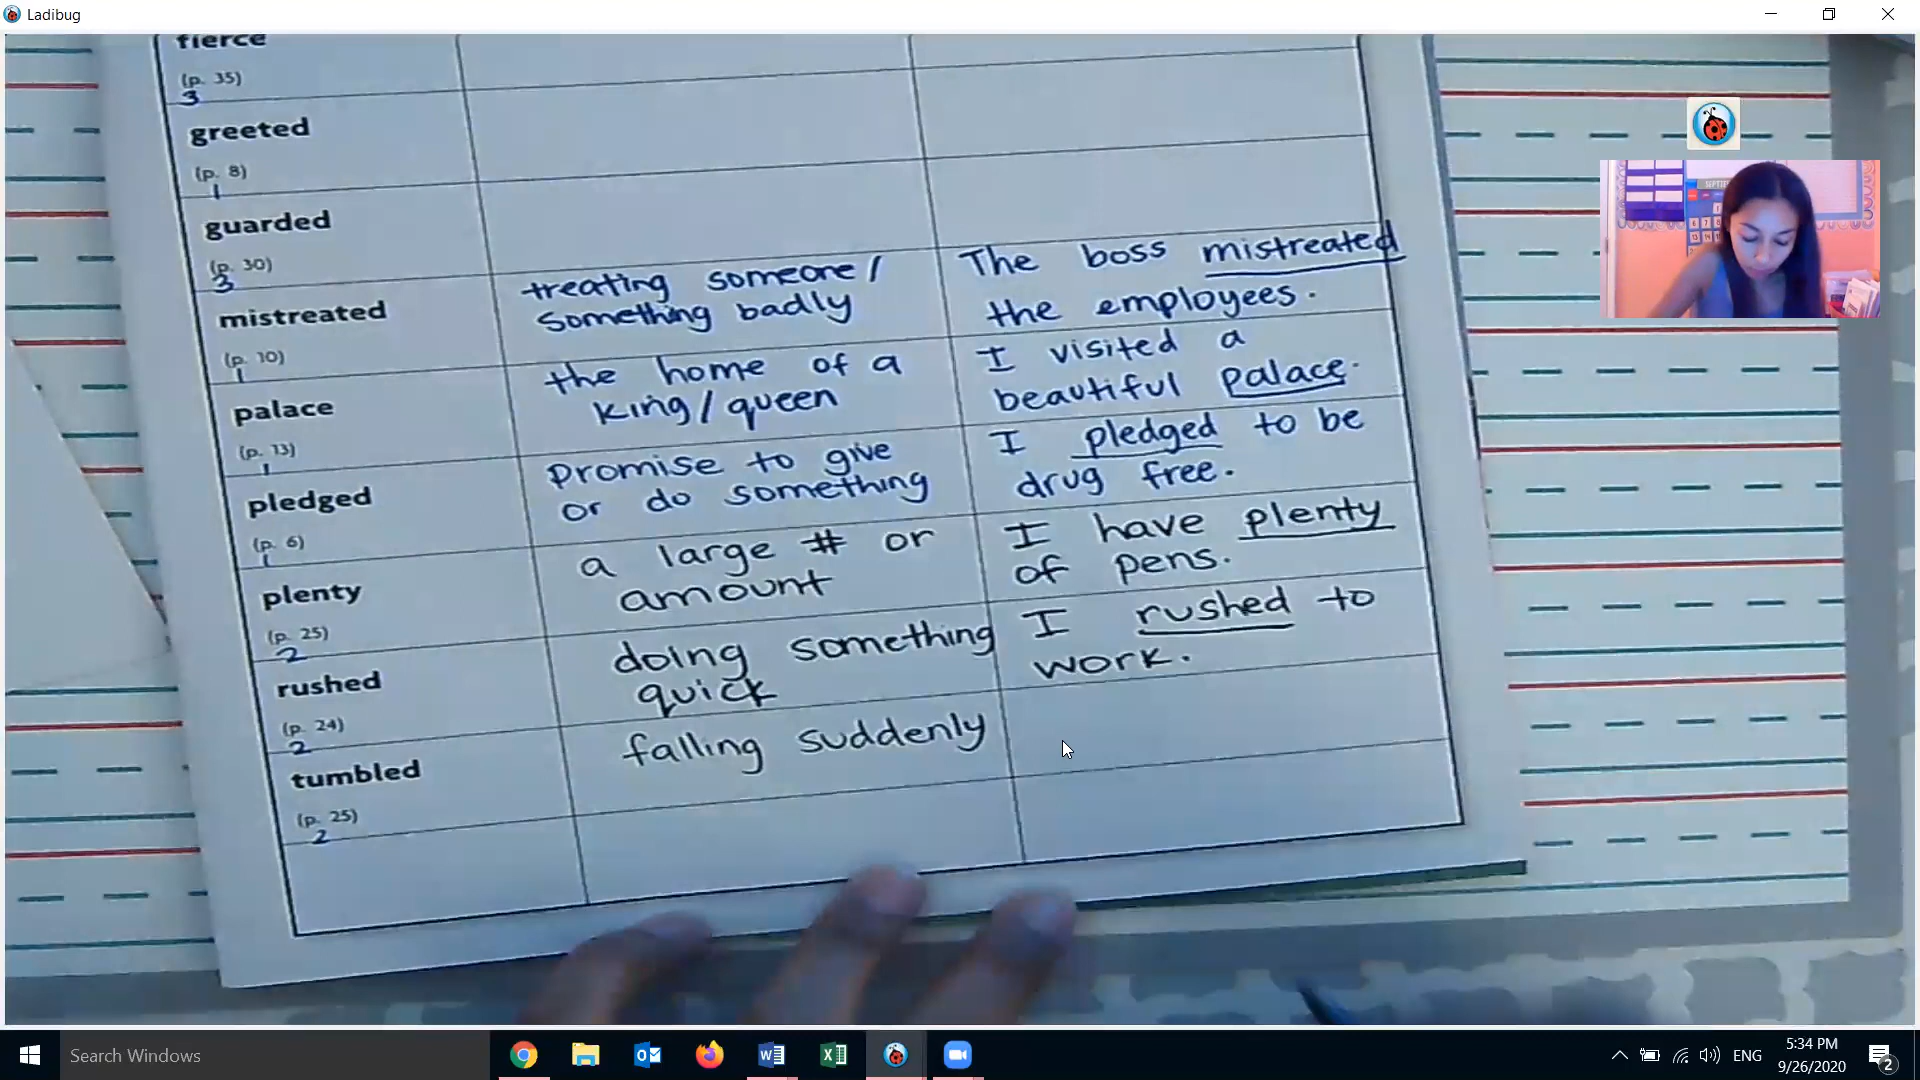 Ladibug
fierce
(p. 35)
3
greeted
(p. 8)
1
guarded
(p. 30)
3
mistreated
(p. 10)
1
treating someone/
something badly
The boss mistreated
the employees.
palace
(p. 13)
1
the home of a
king/queen
I visited a
beautiful palace.
pledged
(p. 6)
1
promise to give
or do something
I pledged to be
drug free.
plenty
(p. 25)
2
a large # or
amount
I have plenty
of pens.
rushed
(p. 24)
2
doing something
quick
I rushed to
work.
tumbled
(p. 25)
2
falling suddenly
Search Windows
ENG
5:34 PM
9/26/2020
2